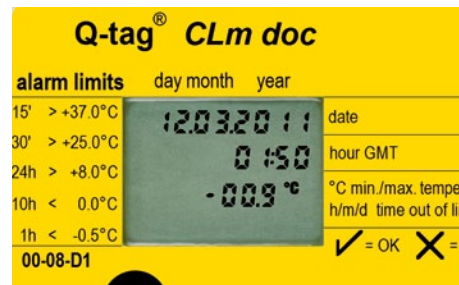 Q-tag® CLm doc
alarm limits day month year
15' > +37.0°C
30' > +25.0°C
24h > +8.0°C
10h < 0.0°C
1h < -0.5°C
00-08-D1
12.03.2011
01:50
-00.9 °C
date
hour GMT
°C min./max. tempe
h/m/d time out of li
✓ = OK ✗ =